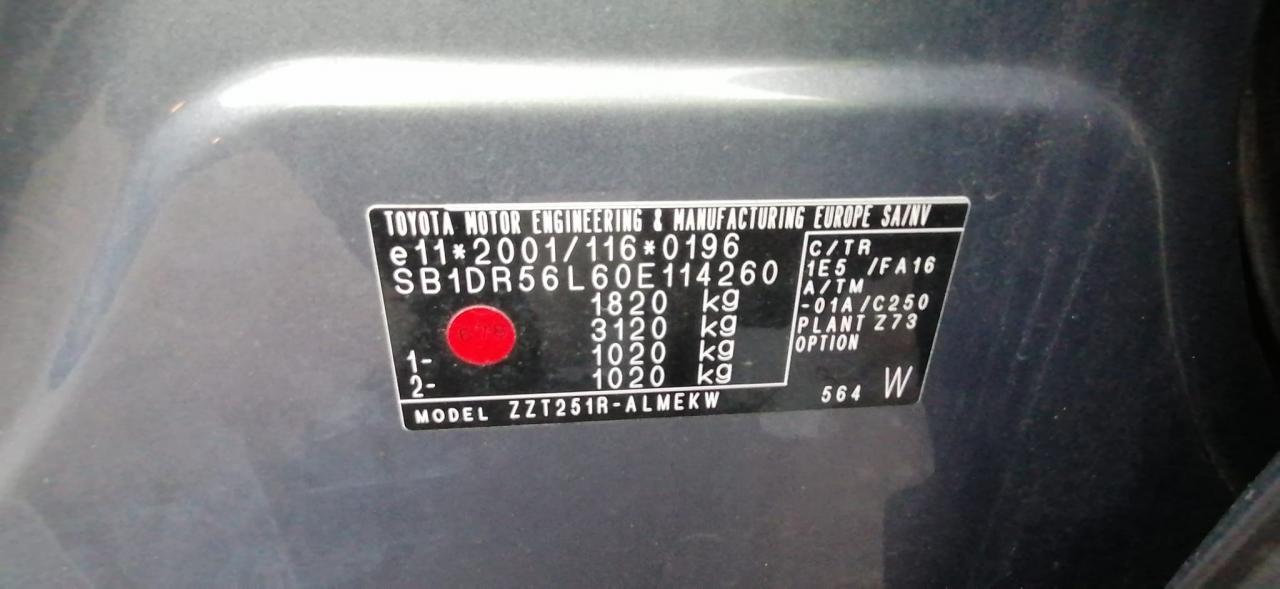 TOYOTA MOTOR ENGINEERING & MANUFACTURING EUROPE SA/NV
e11*2001/116*0196
SB1DR56L60E114260
1820 kg
3120 kg
1- 1020 kg
2- 1020 kg
C/TR
1E5 /FA16
A/TM
-01A/C250
PLANT Z73
OPTION
564 W
MODEL ZZT251R-ALMEKW